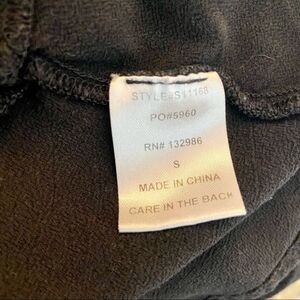 STYLE#S11168
PO#5960
RN# 132986
S
MADE IN CHINA
CARE IN THE BACK